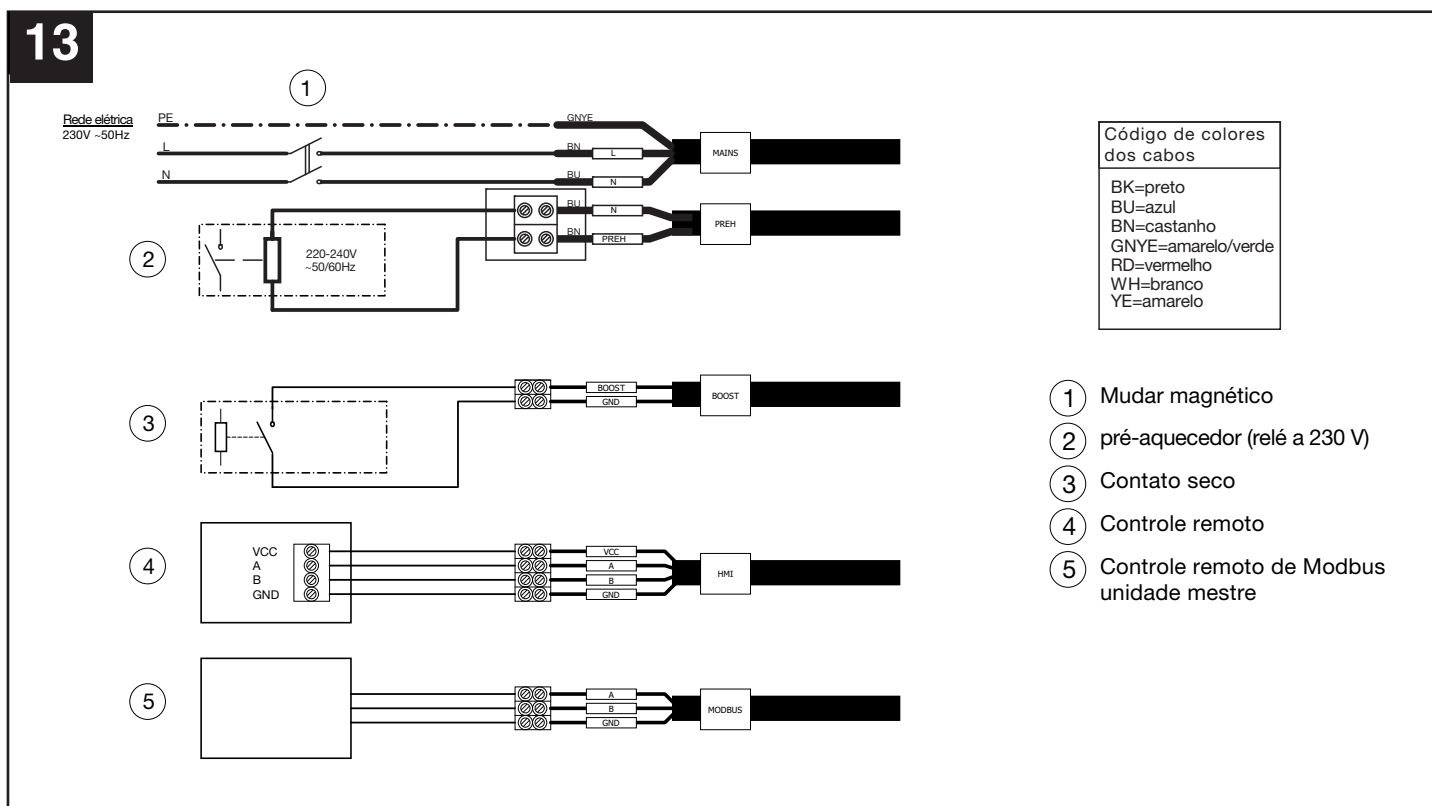 13
1
Rede elétrica
230V ~50Hz
PE
GNYE
L
BN
L
MAINS
N
BU
N
BU
N
PREH
BN
PREH
2
220-240V
~50/60Hz
BOOST
GND
BOOST
3
4
VCC
A
B
GND
VCC
A
B
GND
HMI
5
A
B
GND
MODBUS
Código de colores
dos cabos
BK=preto
BU=azul
BN=castanho
GNYE=amarelo/verde
RD=vermelho
WH=branco
YE=amarelo
1 Mudar magnético
2 pré-aquecedor (relé a 230 V)
3 Contato seco
4 Controle remoto
5 Controle remoto de Modbus
unidade mestre